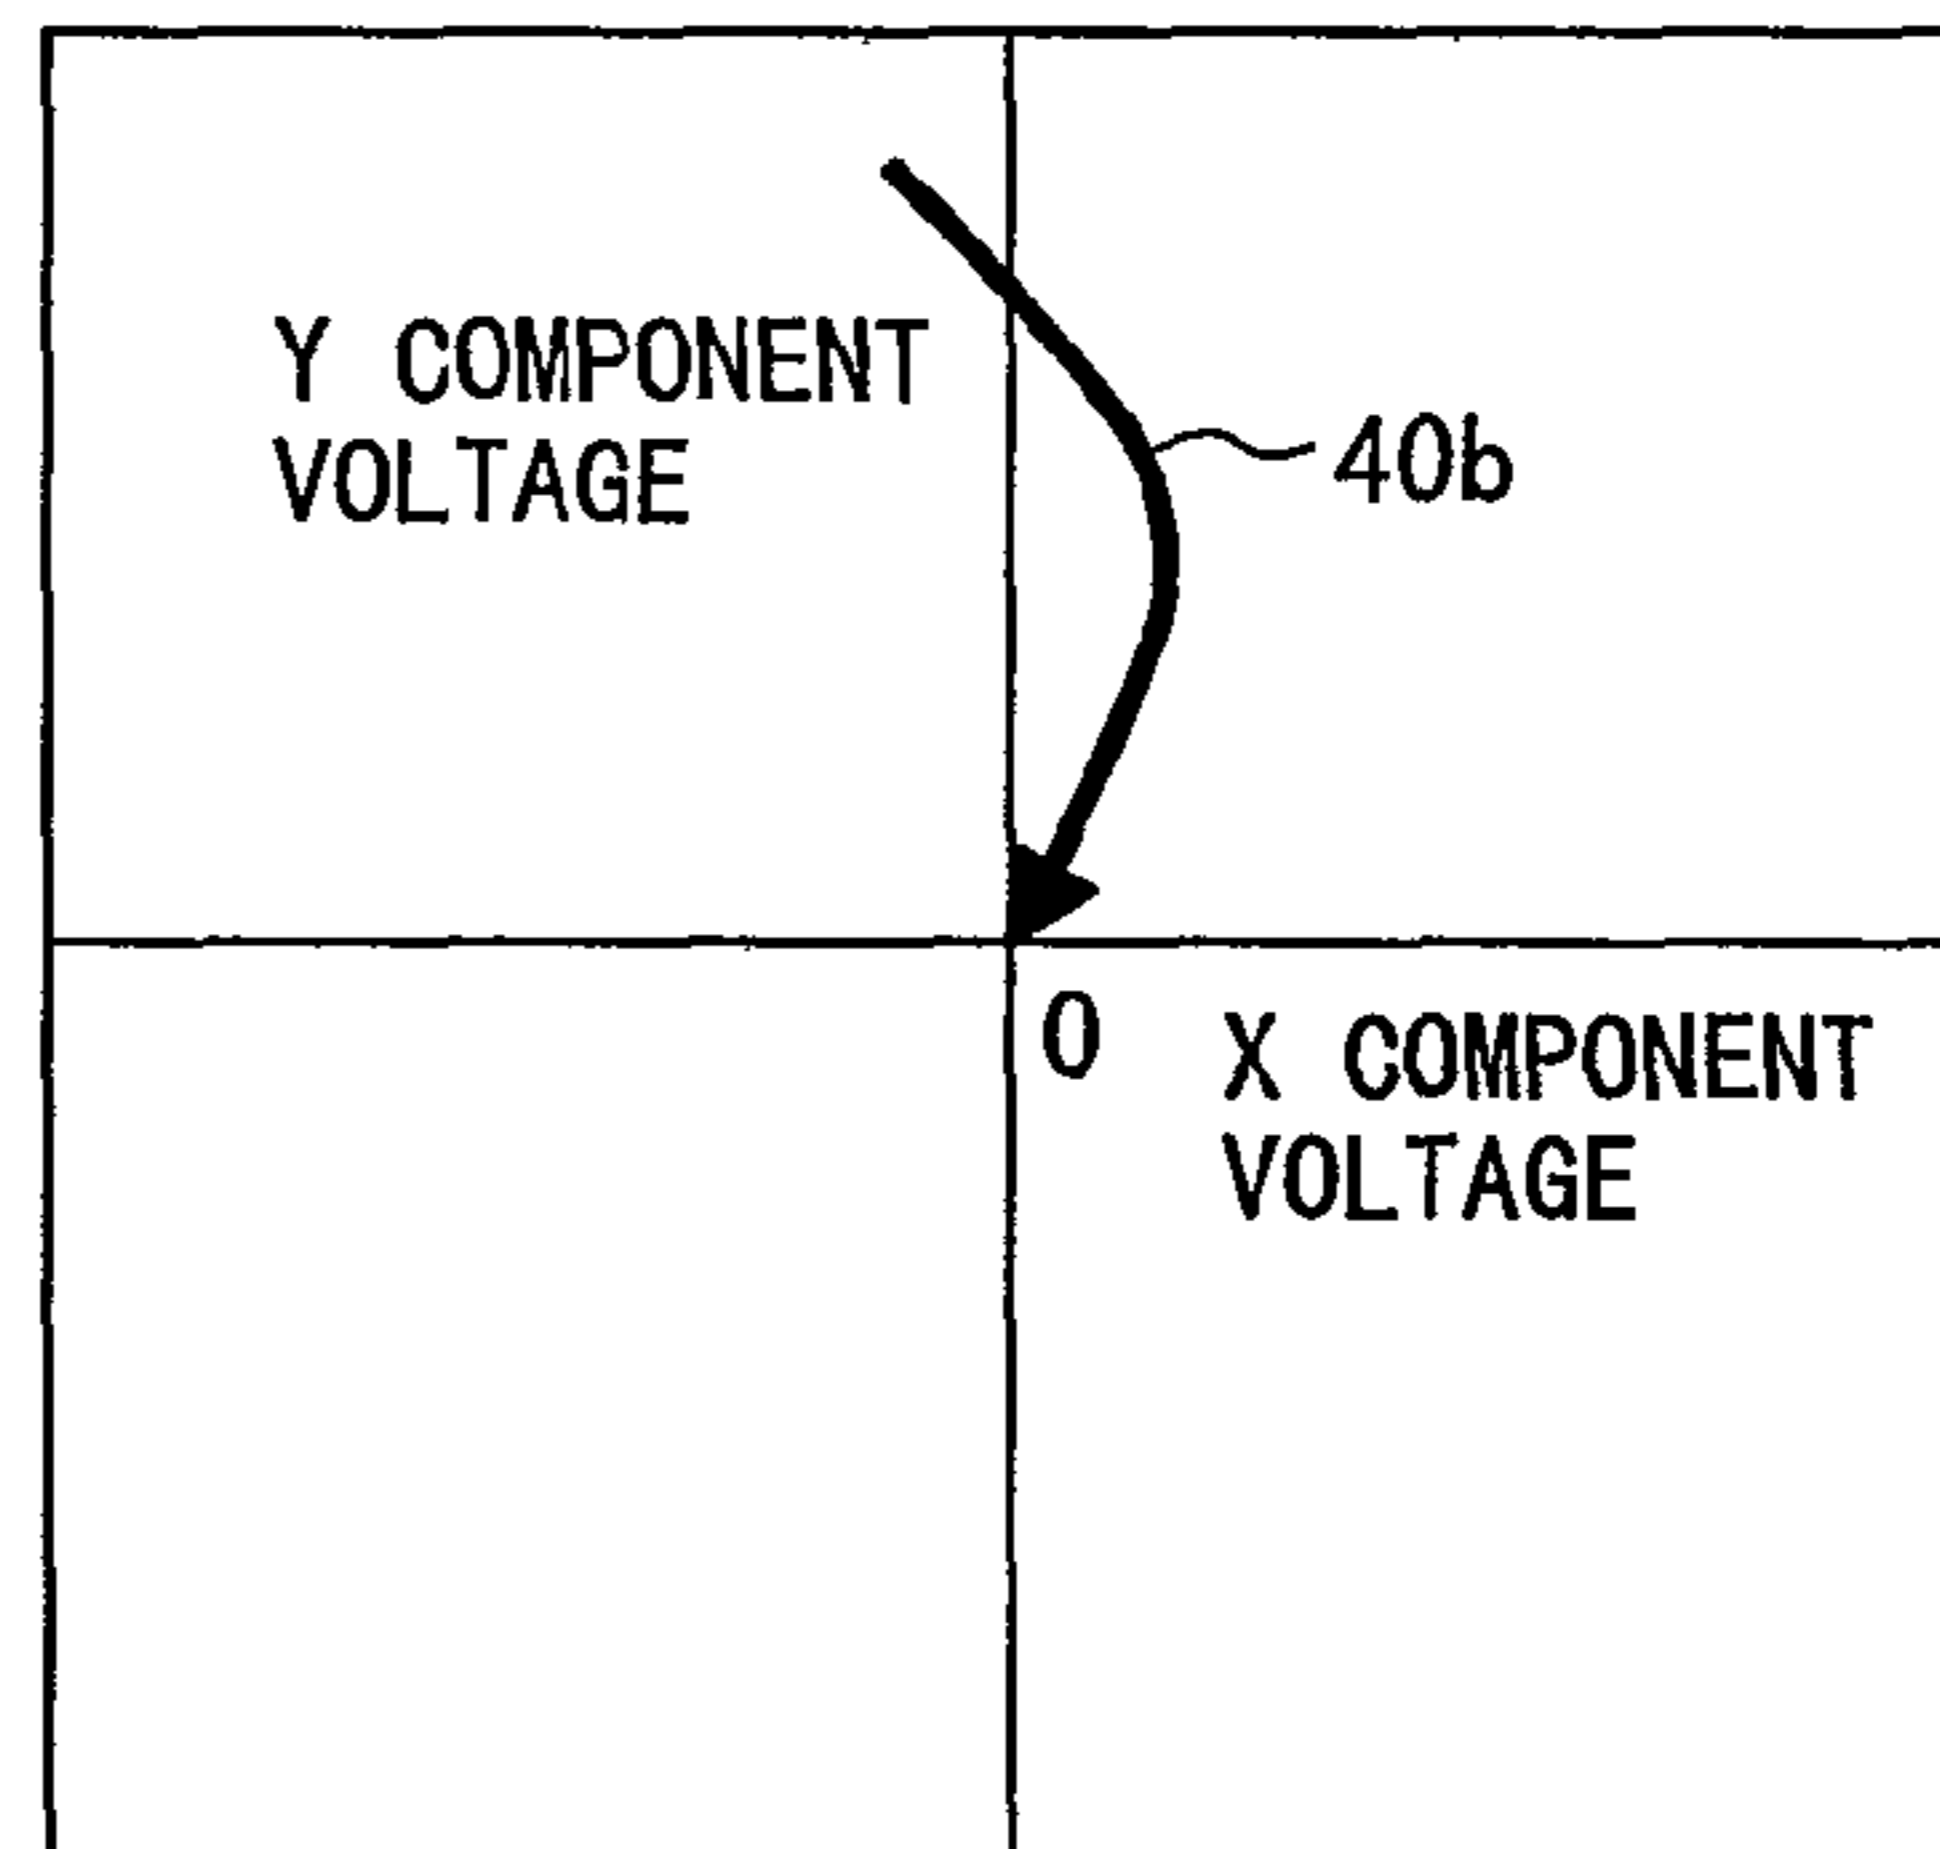 Y COMPONENT
VOLTAGE
40b
0
X COMPONENT
VOLTAGE